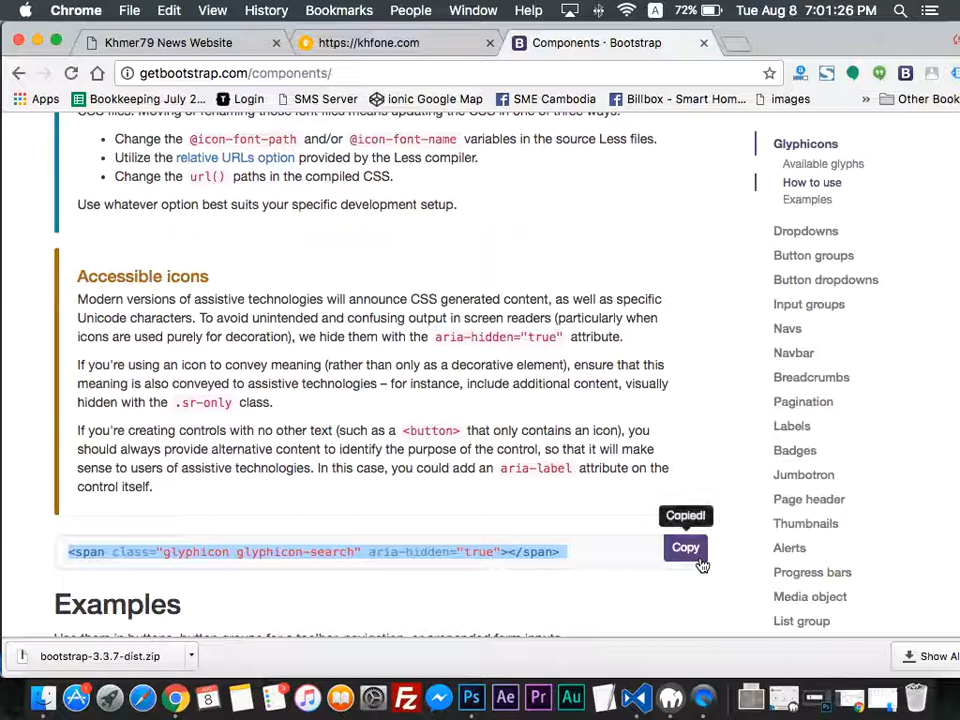 Chrome File Edit View History Bookmarks People Window Help A 72% Tue Aug 8 7:01:26 PM
Khmer79 News Website https://khfone.com Components · Bootstrap
getbootstrap.com/components/
Apps Bookkeeping July 2... Login SMS Server ionic Google Map SME Cambodia Billbox - Smart Hom... images » Other Book
Change the @icon-font-path and/or @icon-font-name variables in the source Less files.
Utilize the relative URLs option provided by the Less compiler.
Change the url() paths in the compiled CSS.
Use whatever option best suits your specific development setup.
Accessible icons
Modern versions of assistive technologies will announce CSS generated content, as well as specific
Unicode characters. To avoid unintended and confusing output in screen readers (particularly when
icons are used purely for decoration), we hide them with the aria-hidden="true" attribute.
If you're using an icon to convey meaning (rather than only as a decorative element), ensure that this
meaning is also conveyed to assistive technologies – for instance, include additional content, visually
hidden with the .sr-only class.
If you're creating controls with no other text (such as a <button> that only contains an icon), you
should always provide alternative content to identify the purpose of the control, so that it will make
sense to users of assistive technologies. In this case, you could add an aria-label attribute on the
control itself.
Copied!
<span class="glyphicon glyphicon-search" aria-hidden="true"></span>
Copy
Examples
Glyphicons
Available glyphs
How to use
Examples
Dropdowns
Button groups
Button dropdowns
Input groups
Navs
Navbar
Breadcrumbs
Pagination
Labels
Badges
Jumbotron
Page header
Thumbnails
Alerts
Progress bars
Media object
List group
bootstrap-3.3.7-dist.zip
Show Al
8
Ps Ae Pr Au